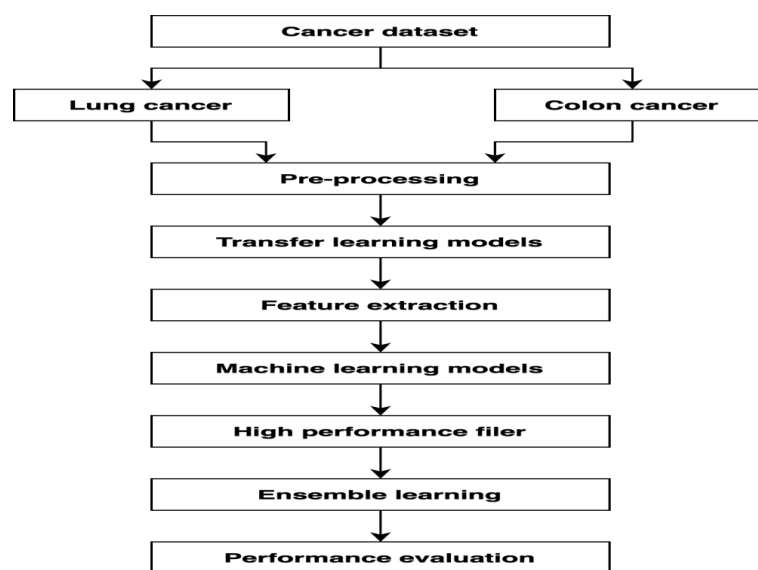 Cancer dataset
Lung cancer
Colon cancer
Pre-processing
Transfer learning models
Feature extraction
Machine learning models
High performance filer
Ensemble learning
Performance evaluation